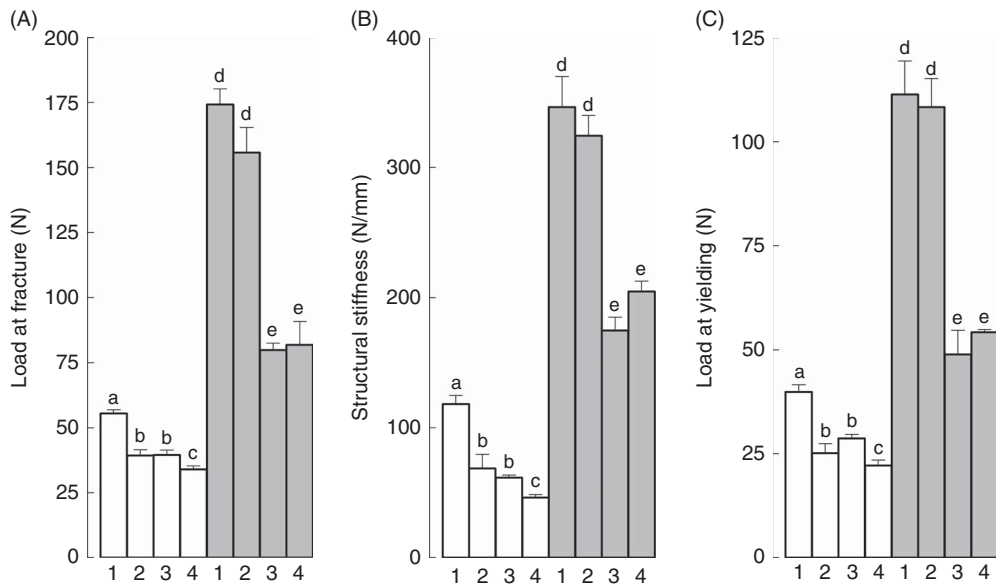 (A)
Load at fracture (N)
200
175
150
125
100
75
50
25
0
a
b
b
c
d
d
e
e
1 2 3 4 1 2 3 4
(B)
Structural stiffness (N/mm)
400
300
200
100
0
a
b
b
c
d
d
e
e
1 2 3 4 1 2 3 4
(C)
Load at yielding (N)
125
100
75
50
25
0
a
b
b
c
d
d
e
e
1 2 3 4 1 2 3 4